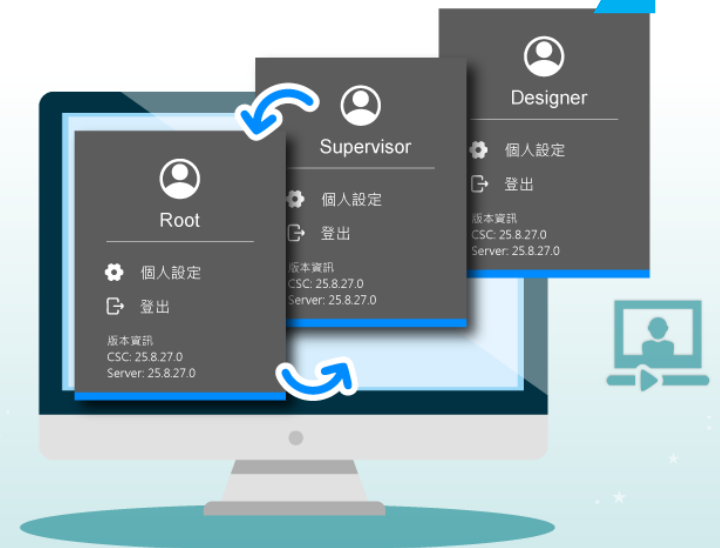 Designer
個人設定
登出
版本資訊
CSC: 25.8.27.0
Server: 25.8.27.0
Supervisor
個人設定
登出
版本資訊
CSC: 25.8.27.0
Server: 25.8.27.0
Root
個人設定
登出
版本資訊
CSC: 25.8.27.0
Server: 25.8.27.0